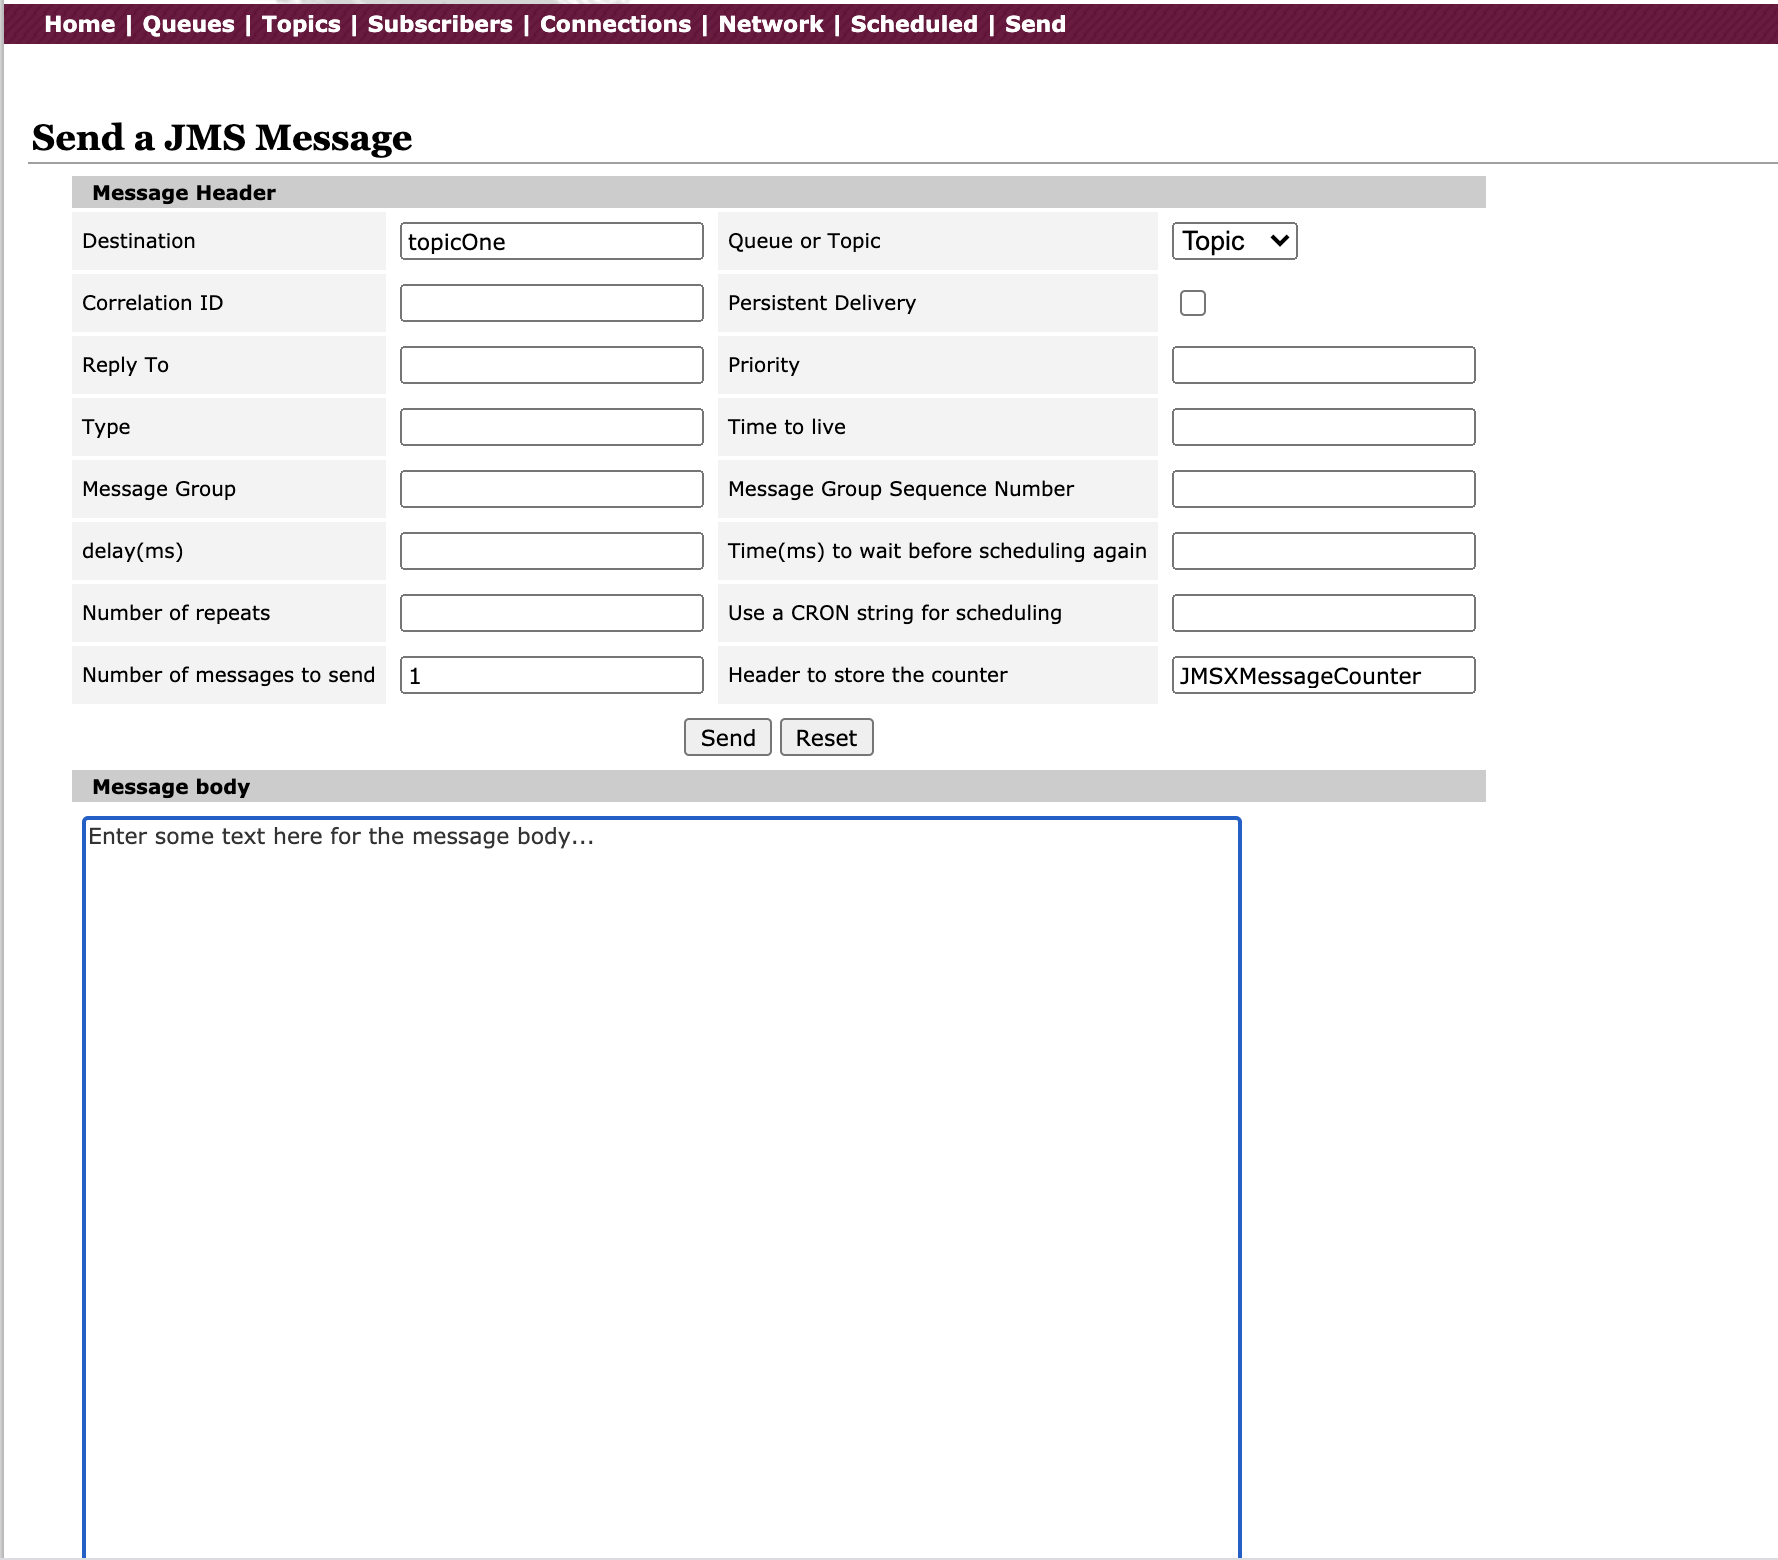 Home | Queues | Topics | Subscribers | Connections | Network | Scheduled | Send
Send a JMS Message
Message Header
Destination topicOne Queue or Topic Topic
Correlation ID Persistent Delivery
Reply To Priority
Type Time to live
Message Group Message Group Sequence Number
delay(ms) Time(ms) to wait before scheduling again
Number of repeats Use a CRON string for scheduling
Number of messages to send 1 Header to store the counter JMSXMessageCounter
Send Reset
Message body
Enter some text here for the message body...